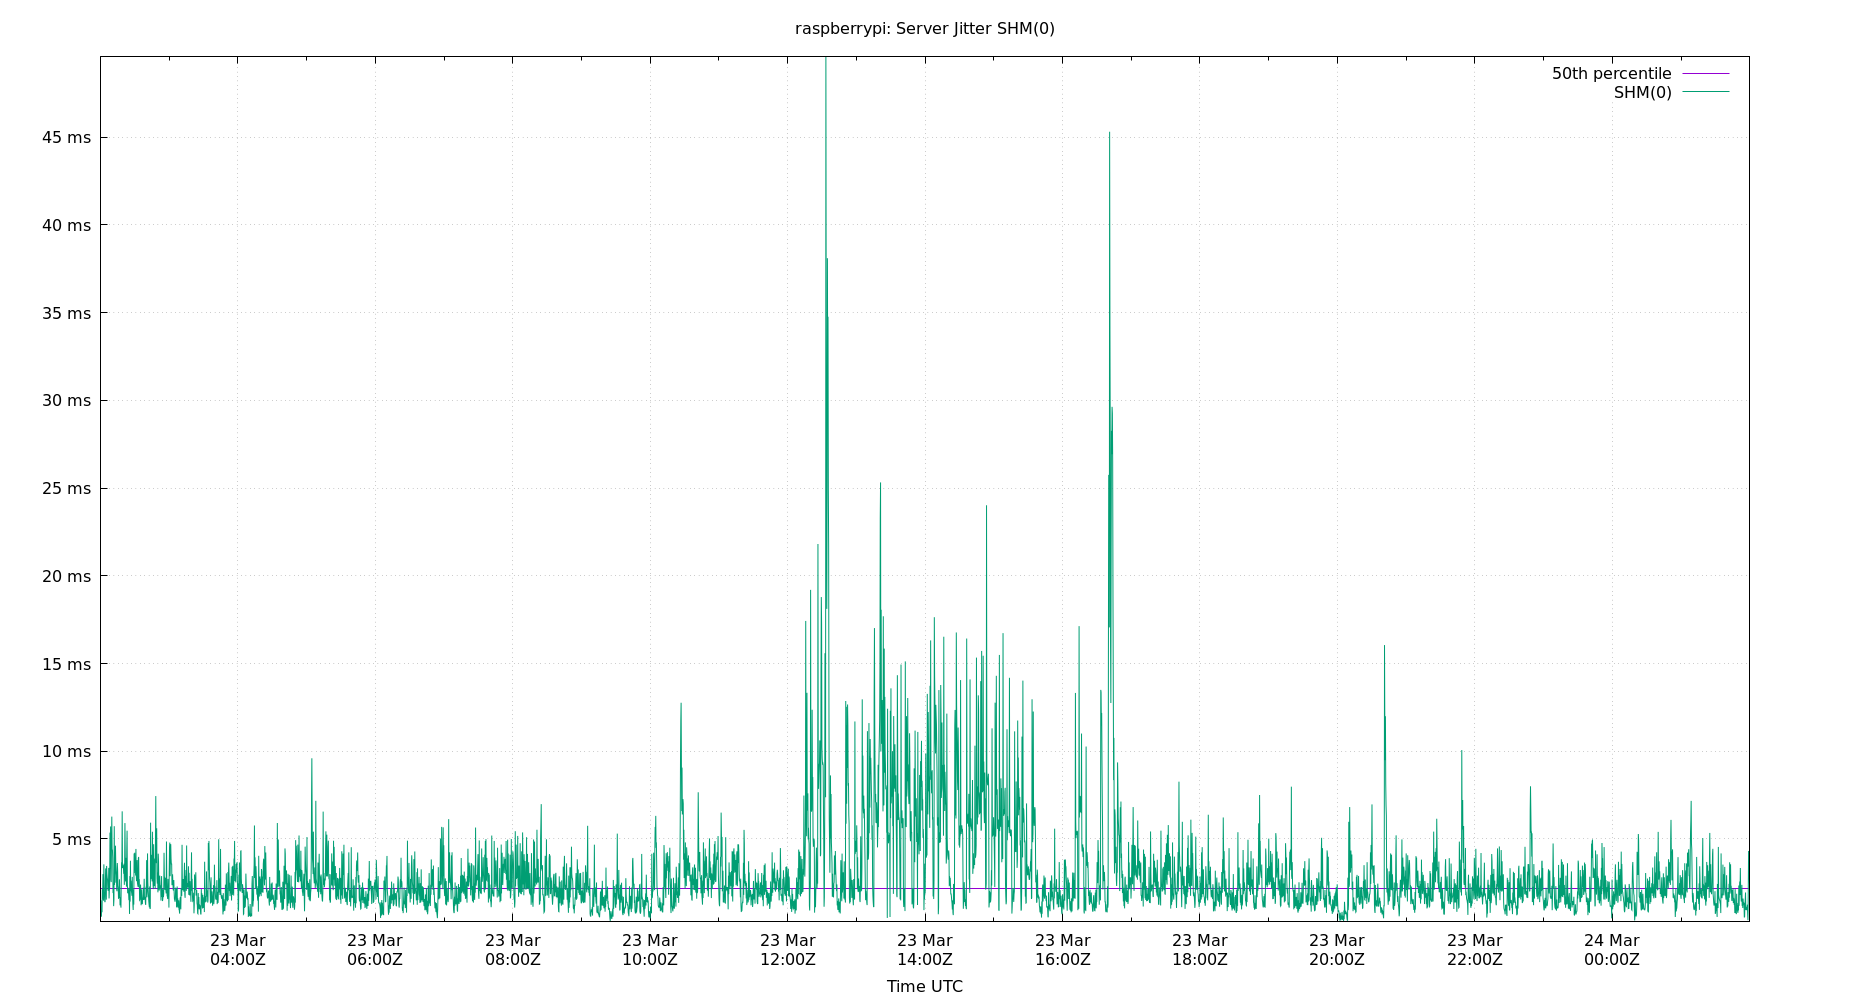 raspberrypi: Server Jitter SHM(0)
50th percentile
SHM(0)
45 ms
40 ms
35 ms
30 ms
25 ms
20 ms
15 ms
10 ms
5 ms
23 Mar 23 Mar 23 Mar 23 Mar 23 Mar 23 Mar 23 Mar 23 Mar 23 Mar 23 Mar 24 Mar
04:00Z 06:00Z 08:00Z 10:00Z 12:00Z 14:00Z 16:00Z 18:00Z 20:00Z 22:00Z 00:00Z
Time UTC